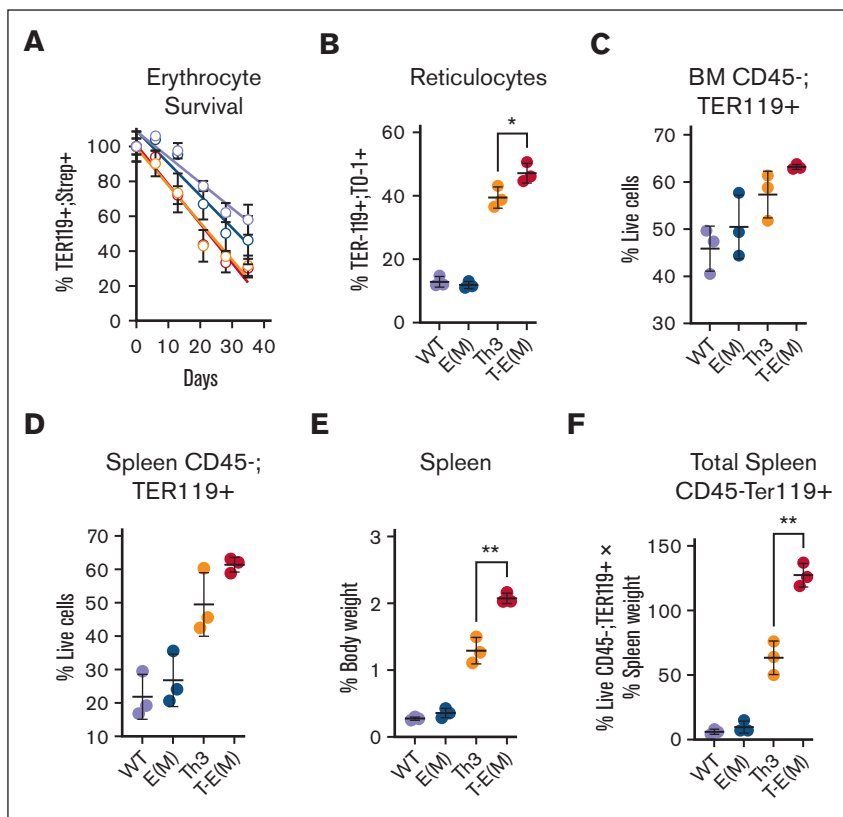 A
Erythrocyte
Survival
% TER119+;Strep+
100
80
60
40
20
0
0 10 20 30 40
Days
B
Reticulocytes
% TER-119+;TO-1+
60
40
20
0
*
WT
E(M)
Th3
T-E(M)
C
BM CD45-;
TER119+
% Live cells
70
60
50
40
30
WT
E(M)
Th3
T-E(M)
D
Spleen CD45-;
TER119+
% Live cells
70
60
50
40
30
20
10
WT
E(M)
Th3
T-E(M)
E
Spleen
% Body weight
3
2
1
0
**
WT
E(M)
Th3
T-E(M)
F
Total Spleen
CD45-Ter119+
% Live CD45-;TER119+ ×
% Spleen weight
150
100
50
0
**
WT
E(M)
Th3
T-E(M)